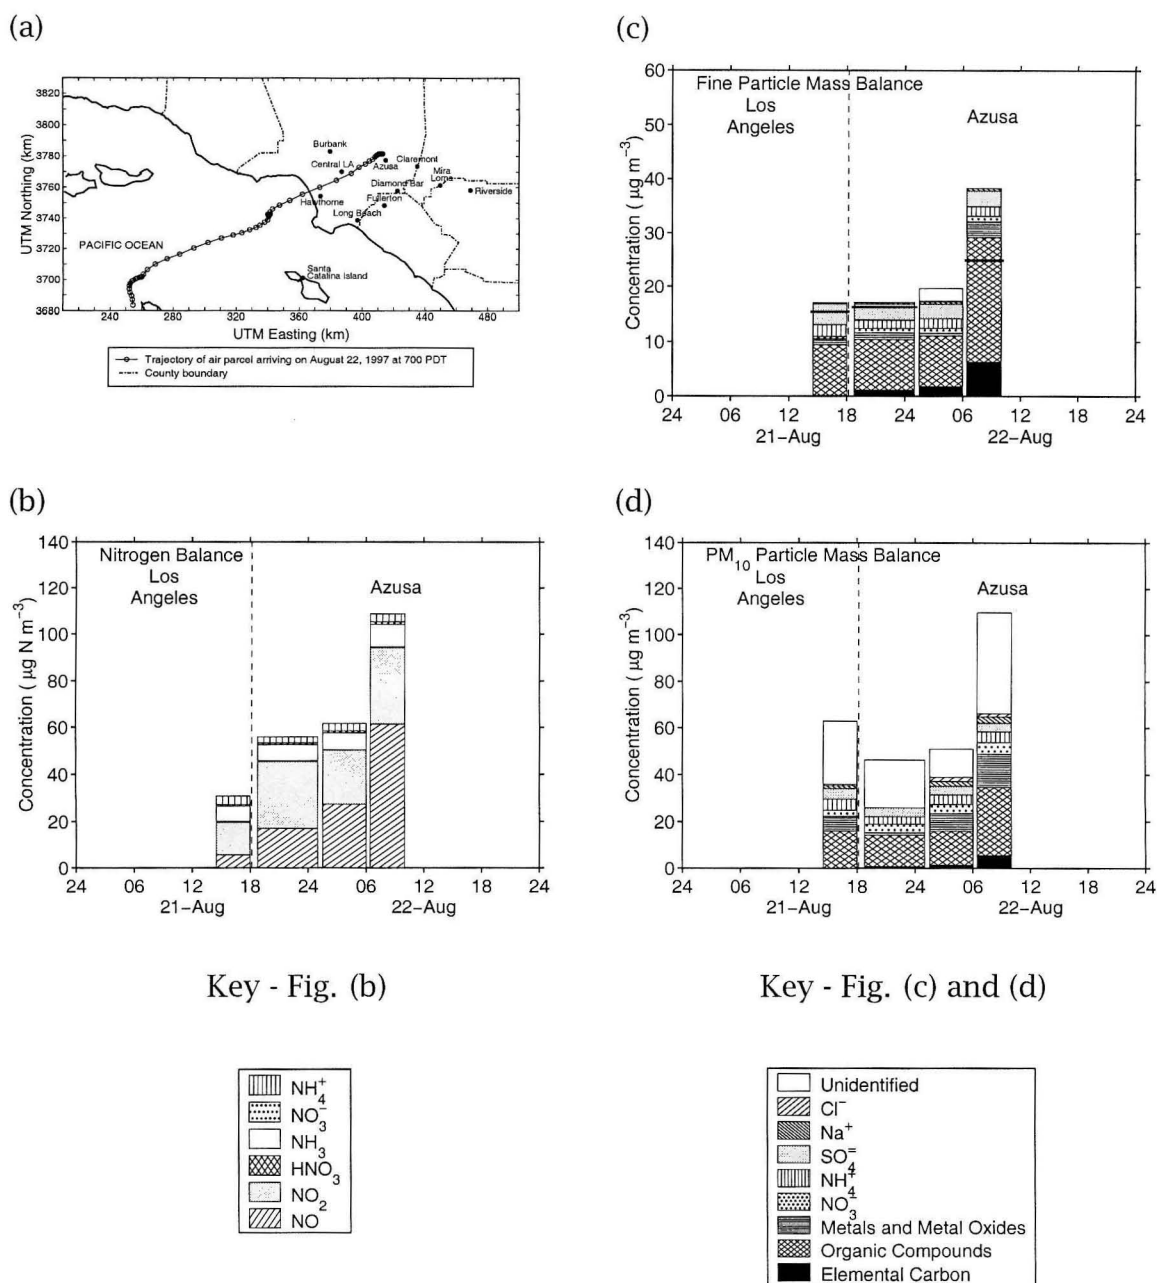 (a)
3820
3800
3780
3760
3740
3720
3700
3680
UTM Northing (km)
Burbank
Central LA
Azusa
Claremont
Mira
Loma
Riverside
Diamond Bar
Fullerton
Hawthorne
Long Beach
PACIFIC OCEAN
Santa
Catalina Island
240 280 320 360 400 440 480
UTM Easting (km)
Trajectory of air parcel arriving on August 22, 1997 at 700 PDT
County boundary
(c)
60
50
40
30
20
10
0
Concentration ( µg m⁻³)
Fine Particle Mass Balance
Los
Angeles
Azusa
24 06 12 18 24 06 12 18 24
21-Aug 22-Aug
(b)
140
120
100
80
60
40
20
0
Concentration ( µg N m⁻³)
Nitrogen Balance
Los
Angeles
Azusa
24 06 12 18 24 06 12 18 24
21-Aug 22-Aug
(d)
140
120
100
80
60
40
20
0
Concentration ( µg m⁻³)
PM₁₀ Particle Mass Balance
Los
Angeles
Azusa
24 06 12 18 24 06 12 18 24
21-Aug 22-Aug
Key - Fig. (b)
NH₄⁺
NO₃⁻
NH₃
HNO₃
NO₂
NO
Key - Fig. (c) and (d)
Unidentified
Cl⁻
Na⁺
SO₄⁼
NH₄⁺
NO₃⁻
Metals and Metal Oxides
Organic Compounds
Elemental Carbon